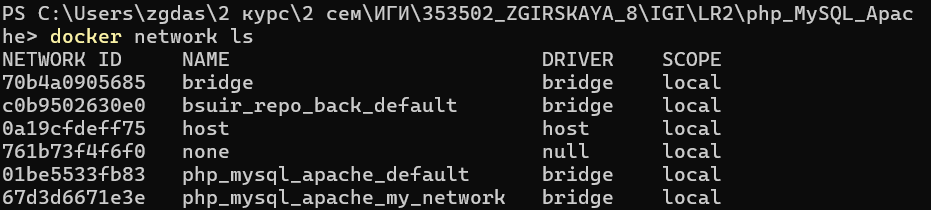 PS C:\Users\zgdas\2 курс\2 сем\ИГИ\353502_ZGIRSKAYA_8\IGI\LR2\php_MySQL_Apac
he> docker network ls
NETWORK ID     NAME                          DRIVER    SCOPE
70b4a0905685   bridge                        bridge    local
c0b9502630e0   bsuir_repo_back_default       bridge    local
0a19cfdeff75   host                          host      local
761b73f4f6f0   none                          null      local
01be5533fb83   php_mysql_apache_default      bridge    local
67d3d6671e3e   php_mysql_apache_my_network   bridge    local